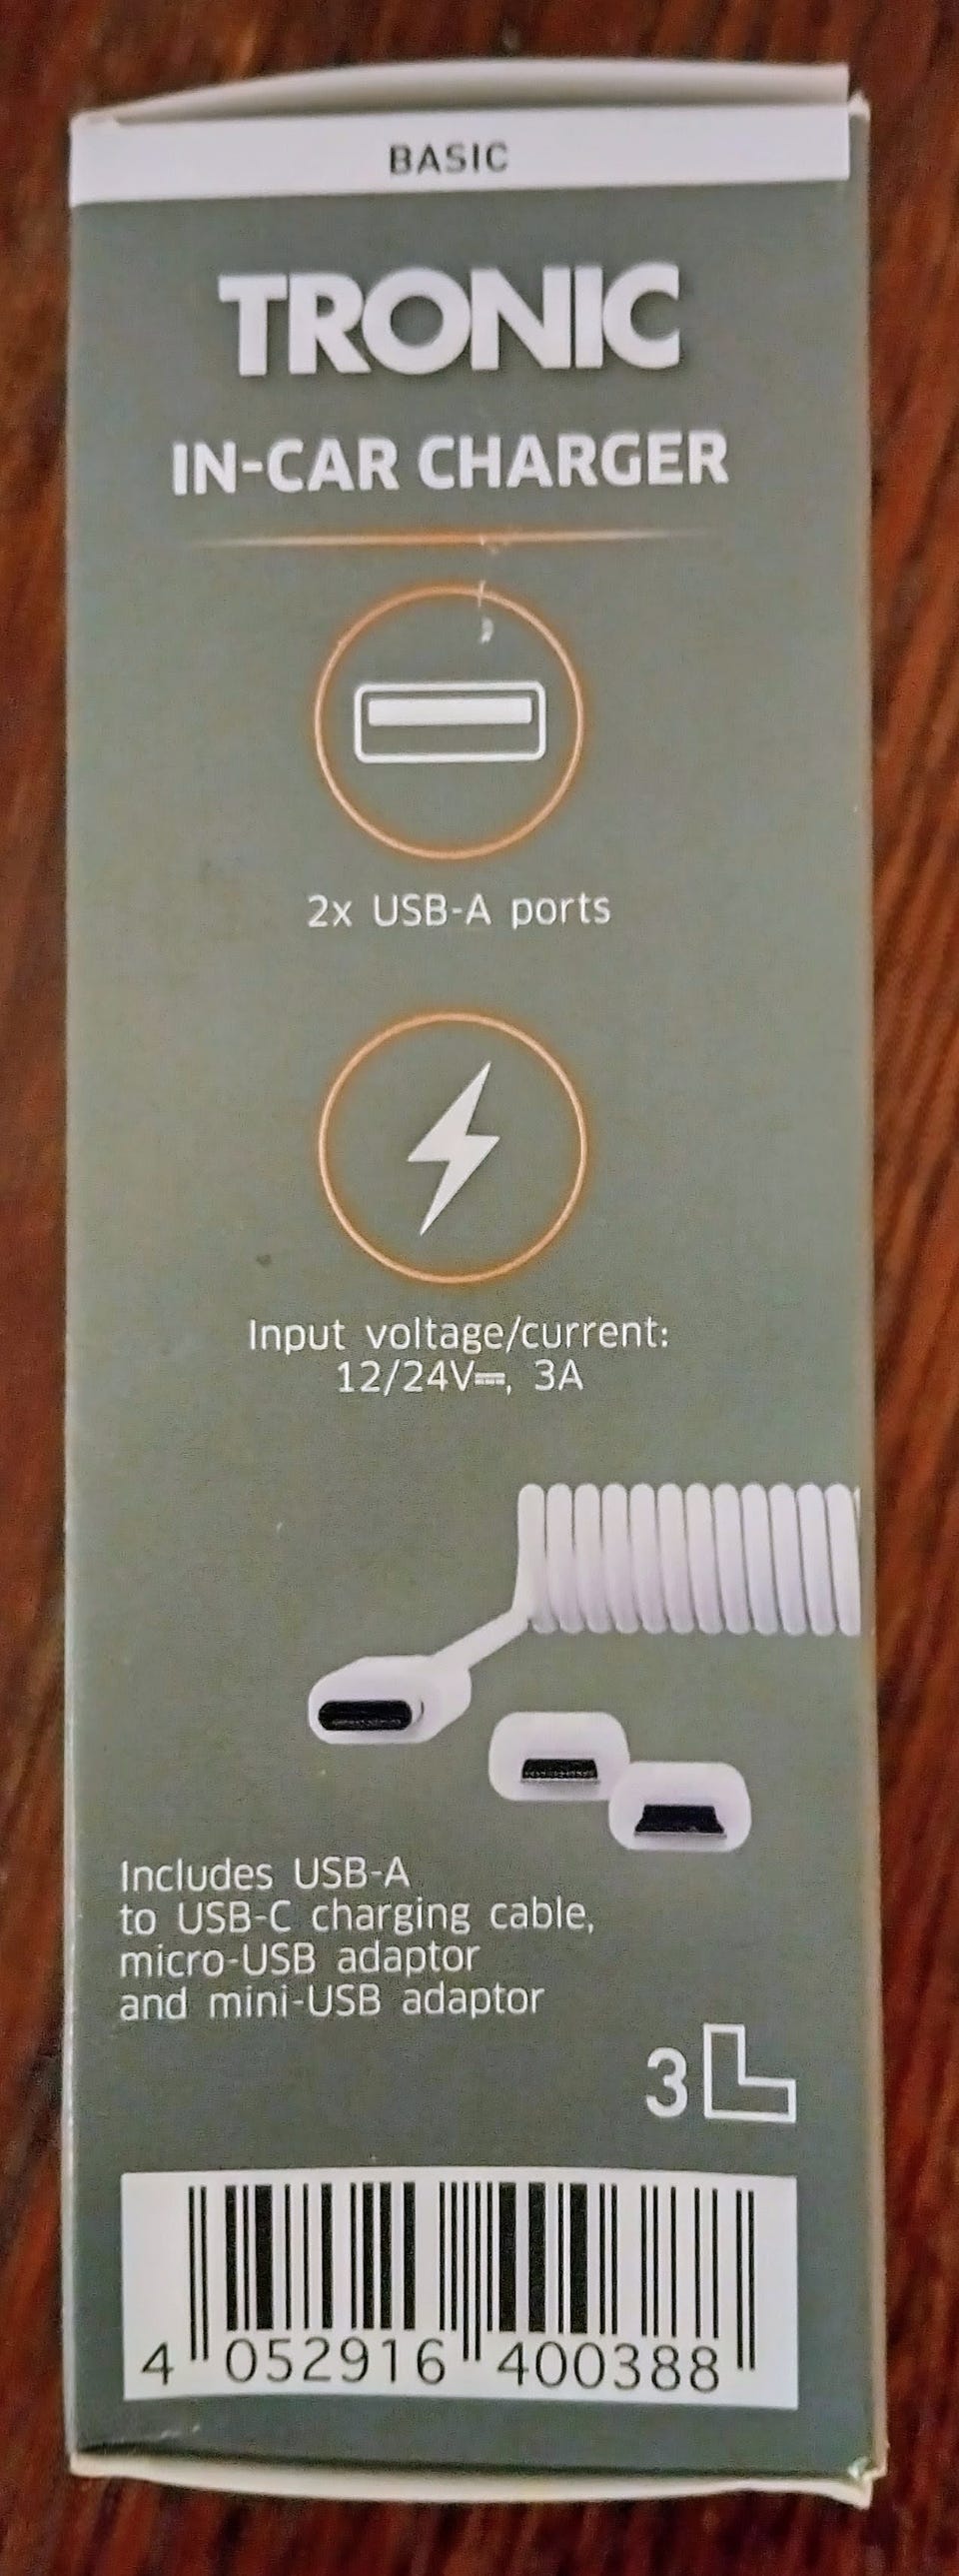 BASIC
TRONIC
IN-CAR CHARGER
2x USB-A ports
Input voltage/current:
12/24V⎓, 3A
Includes USB-A
to USB-C charging cable,
micro-USB adaptor
and mini-USB adaptor
3L
4 052916 400388